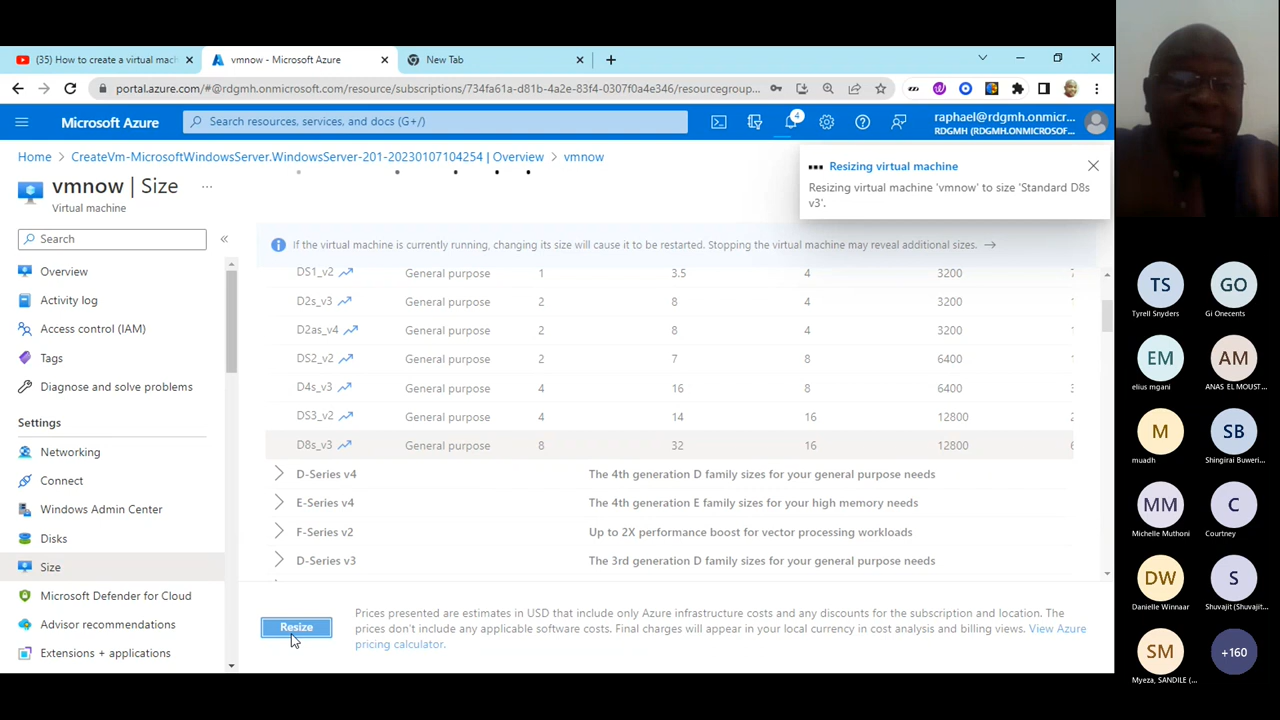 (35) How to create a virtual mach
vmnow - Microsoft Azure
New Tab
portal.azure.com/#@rdgmh.onmicrosoft.com/resource/subscriptions/734fa61a-d81b-4a2e-83f4-0307f0a4e346/resourcegroup...
Microsoft Azure
Search resources, services, and docs (G+/)
4
raphael@rdgmh.onmicr...
RDGMH (RDGMH.ONMICROSOF...
Home > CreateVm-MicrosoftWindowsServer.WindowsServer-201-20230107104254 | Overview > vmnow
vmnow | Size ...
Virtual machine
Resizing virtual machine
Resizing virtual machine 'vmnow' to size 'Standard D8s
v3'.
Search
«
Overview
Activity log
Access control (IAM)
Tags
Diagnose and solve problems
Settings
Networking
Connect
Windows Admin Center
Disks
Size
Microsoft Defender for Cloud
Advisor recommendations
Extensions + applications
If the virtual machine is currently running, changing its size will cause it to be restarted. Stopping the virtual machine may reveal additional sizes. →
DS1_v2 General purpose 1 3.5 4 3200
D2s_v3 General purpose 2 8 4 3200
D2as_v4 General purpose 2 8 4 3200
DS2_v2 General purpose 2 7 8 6400
D4s_v3 General purpose 4 16 8 6400
DS3_v2 General purpose 4 14 16 12800
D8s_v3 General purpose 8 32 16 12800
D-Series v4 The 4th generation D family sizes for your general purpose needs
E-Series v4 The 4th generation E family sizes for your high memory needs
F-Series v2 Up to 2X performance boost for vector processing workloads
D-Series v3 The 3rd generation D family sizes for your general purpose needs
Resize
Prices presented are estimates in USD that include only Azure infrastructure costs and any discounts for the subscription and location. The
prices don't include any applicable software costs. Final charges will appear in your local currency in cost analysis and billing views. View Azure
pricing calculator.
TS
Tyrell Snyders
GO
Gi Onecents
EM
elius mgani
AM
ANAS EL MOUST...
M
muadh
SB
Shingirai Buweri...
MM
Michelle Muthoni
C
Courtney
DW
Danielle Winnaar
S
Shuvajit (Shuvajit...
SM
Myeza, SANDILE (...
+160